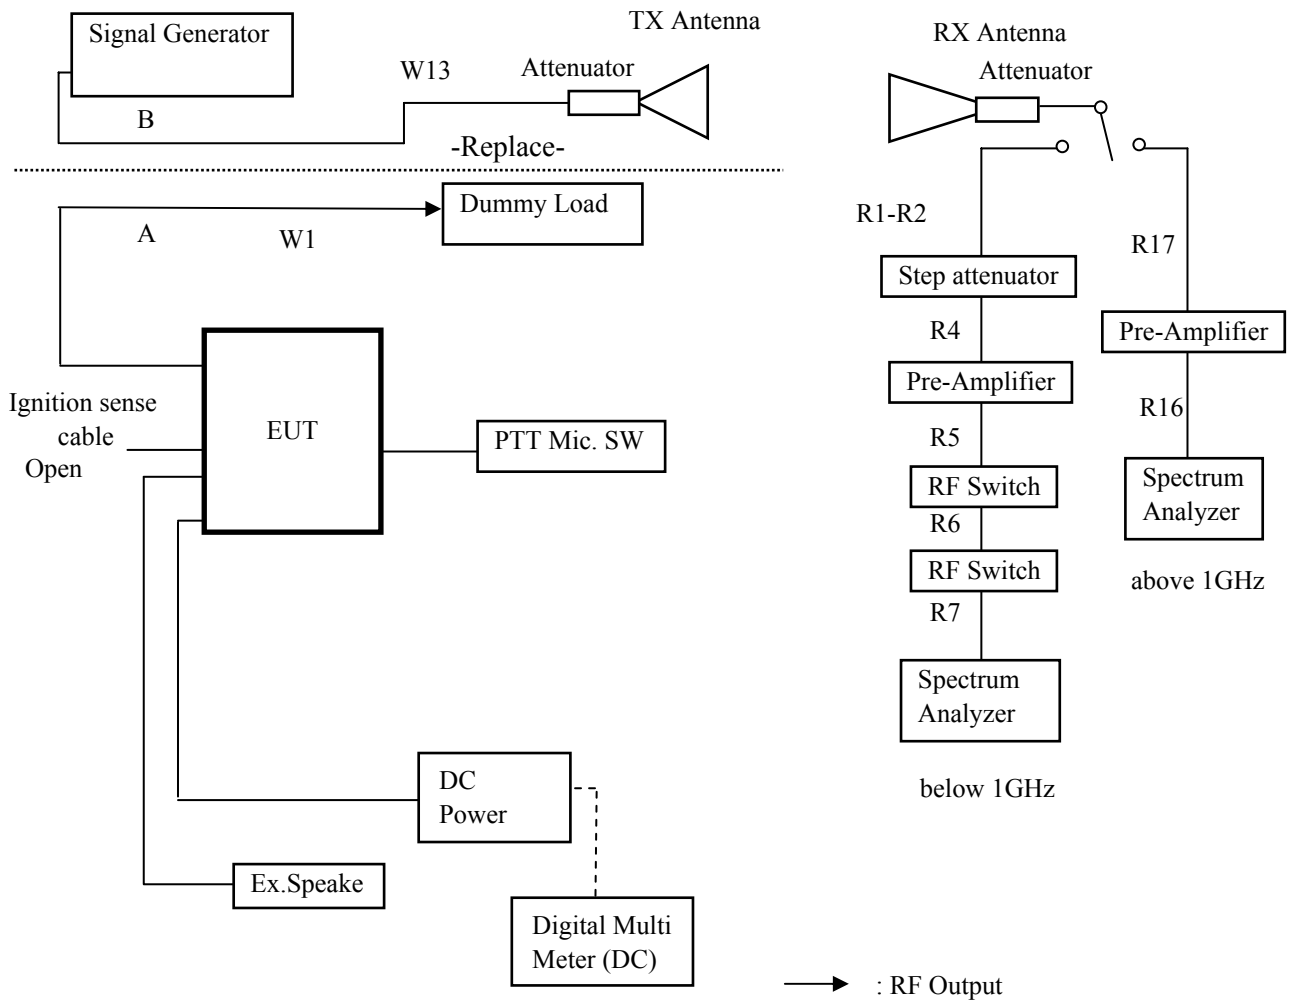 Signal Generator
TX Antenna
W13
Attenuator
B
-Replace-
Dummy Load
A
W1
Ignition sense
cable
Open
EUT
PTT Mic. SW
DC
Power
Ex.Speake
Digital Multi
Meter (DC)
RX Antenna
Attenuator
R1-R2
Step attenuator
R4
Pre-Amplifier
R5
RF Switch
R6
RF Switch
R7
Spectrum
Analyzer
below 1GHz
R17
Pre-Amplifier
R16
Spectrum
Analyzer
above 1GHz
: RF Output